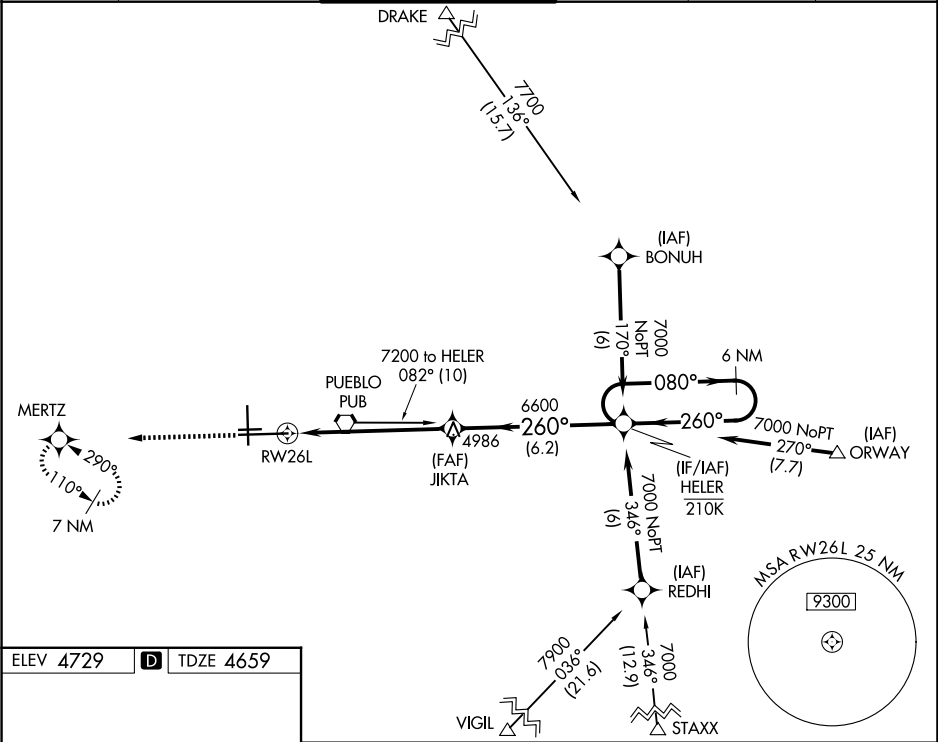 DRAKE
7700
136°
(15.7)
(IAF)
BONUH
7000
NoPT
170°
(6)
6 NM
7200 to HELER
082° (10)
PUEBLO
PUB
080°
MERTZ
6600
260°
(6.2)
260°
7000 NoPT
270°
(7.7)
(IAF)
ORWAY
4986
RW26L
(FAF)
JIKTA
(IF/IAF)
HELER
210K
290°
110°
7 NM
7000 NoPT
346°
(6)
(IAF)
REDHI
MSA RW26L 25 NM
9300
ELEV 4729 D TDZE 4659
7900
036°
(21.6)
7000
346°
(12.9)
VIGIL
STAXX